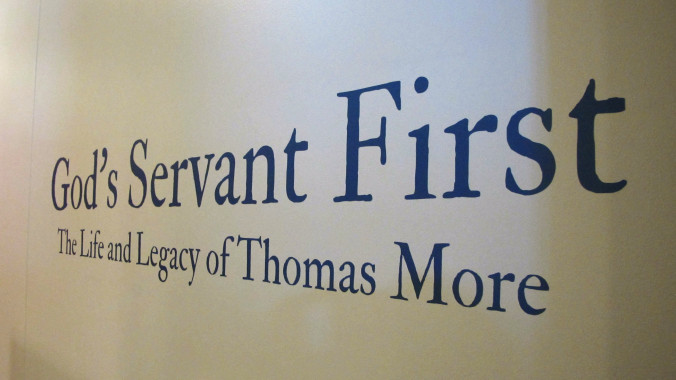 God's Servant First
The Life and Legacy of Thomas More